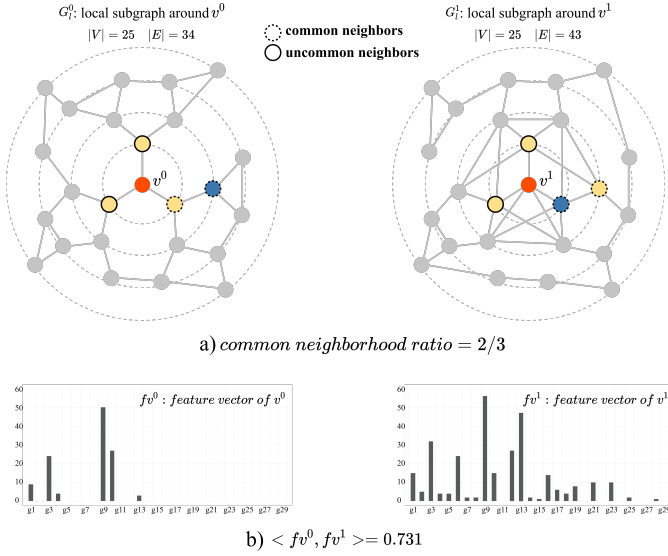 G_l^0: local subgraph around v^0
|V| = 25 |E| = 34
common neighbors
uncommon neighbors
G_l^1: local subgraph around v^1
|V| = 25 |E| = 43
v^0
v^1
a) common neighborhood ratio = 2/3
fv^0 : feature vector of v^0
60
50
40
30
20
10
0
g1 g3 g5 g7 g9 g11 g13 g15 g17 g19 g21 g23 g25 g27 g29
fv^1 : feature vector of v^1
60
50
40
30
20
10
0
g1 g3 g5 g7 g9 g11 g13 g15 g17 g19 g21 g23 g25 g27 g29
b) < fv^0, fv^1 >= 0.731